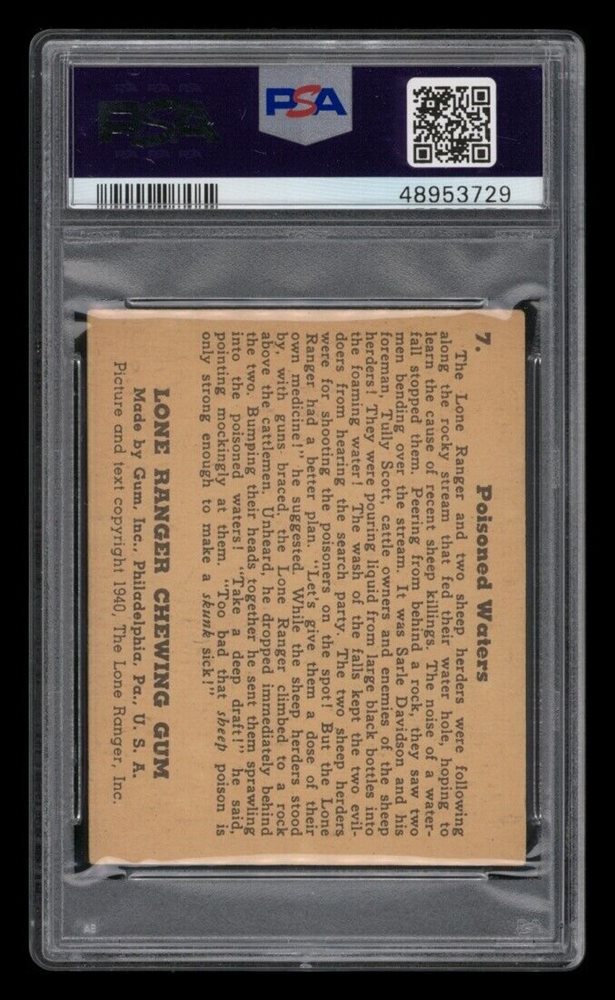 PSA
48953729
7. Poisoned Waters
The Lone Ranger and two sheep herders were following
along the rocky stream that fed their water hole, hoping to
learn the cause of recent sheep killings. The noise of a water-
fall stopped them. Peering from behind a rock, they saw two
men bending over the stream. It was Sarle Davidson and his
foreman, Tully Scott, cattle owners and enemies of the sheep
herders! They were pouring liquid from large black bottles into
the foaming water! The wash of the falls kept the two evil-
doers from hearing the search party. The two sheep herders
were for shooting the poisoners on the spot! But the Lone
Ranger had a better plan. "Let's give them a dose of their
own medicine!" he suggested. While the sheep herders stood
by, with guns braced, the Lone Ranger climbed to a rock
above the cattlemen. Unheard, he dropped immediately behind
the two. Bumping their heads together he sent them sprawling
into the poisoned waters! "Take a deep draft!" he said,
pointing mockingly at them. "Too bad that sheep poison is
only strong enough to make a skunk sick!"
LONE RANGER CHEWING GUM
Made by Gum, Inc., Philadelphia, Pa., U. S. A.
Picture and text copyright 1940, The Lone Ranger, Inc.